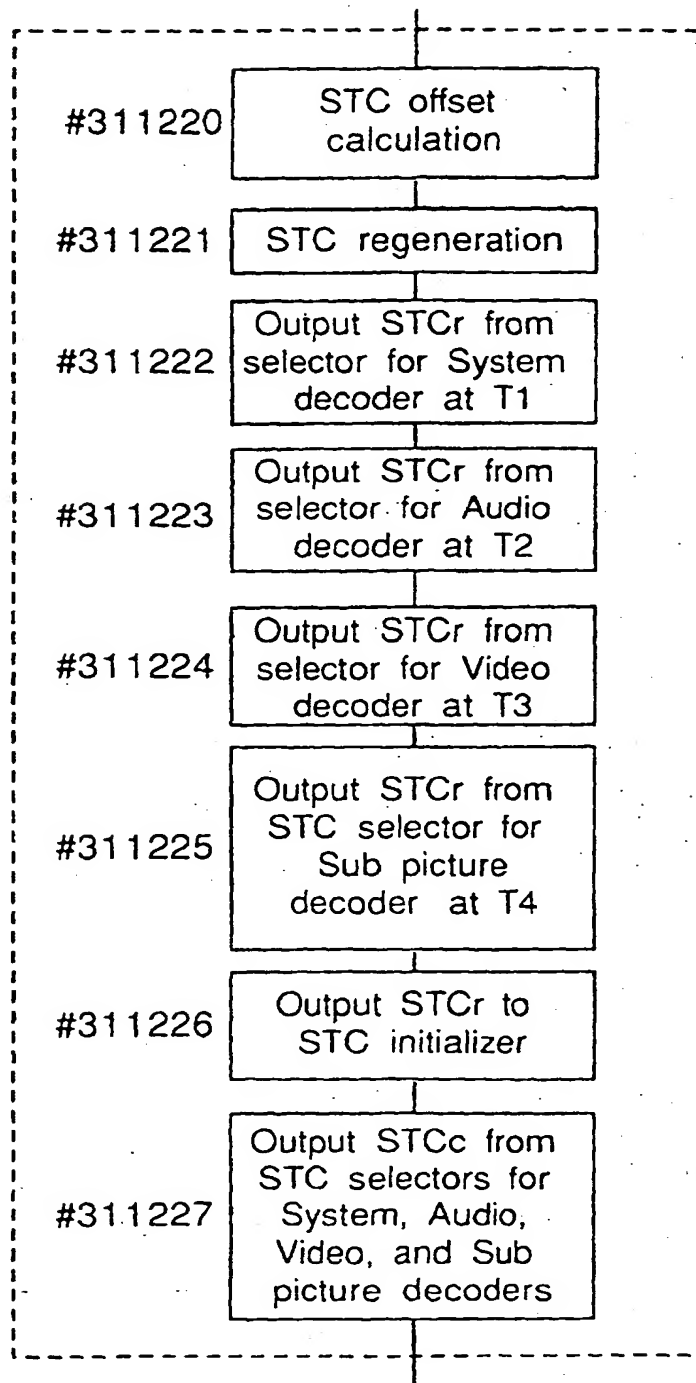 #311220
STC offset
calculation
#311221
STC regeneration
#311222
Output STCr from
selector for System
decoder at T1
#311223
Output STCr from
selector for Audio
decoder at T2
#311224
Output STCr from
selector for Video
decoder at T3
#311225
Output STCr from
STC selector for
Sub picture
decoder at T4
#311226
Output STCr to
STC initializer
#311227
Output STCc from
STC selectors for
System, Audio,
Video, and Sub
picture decoders